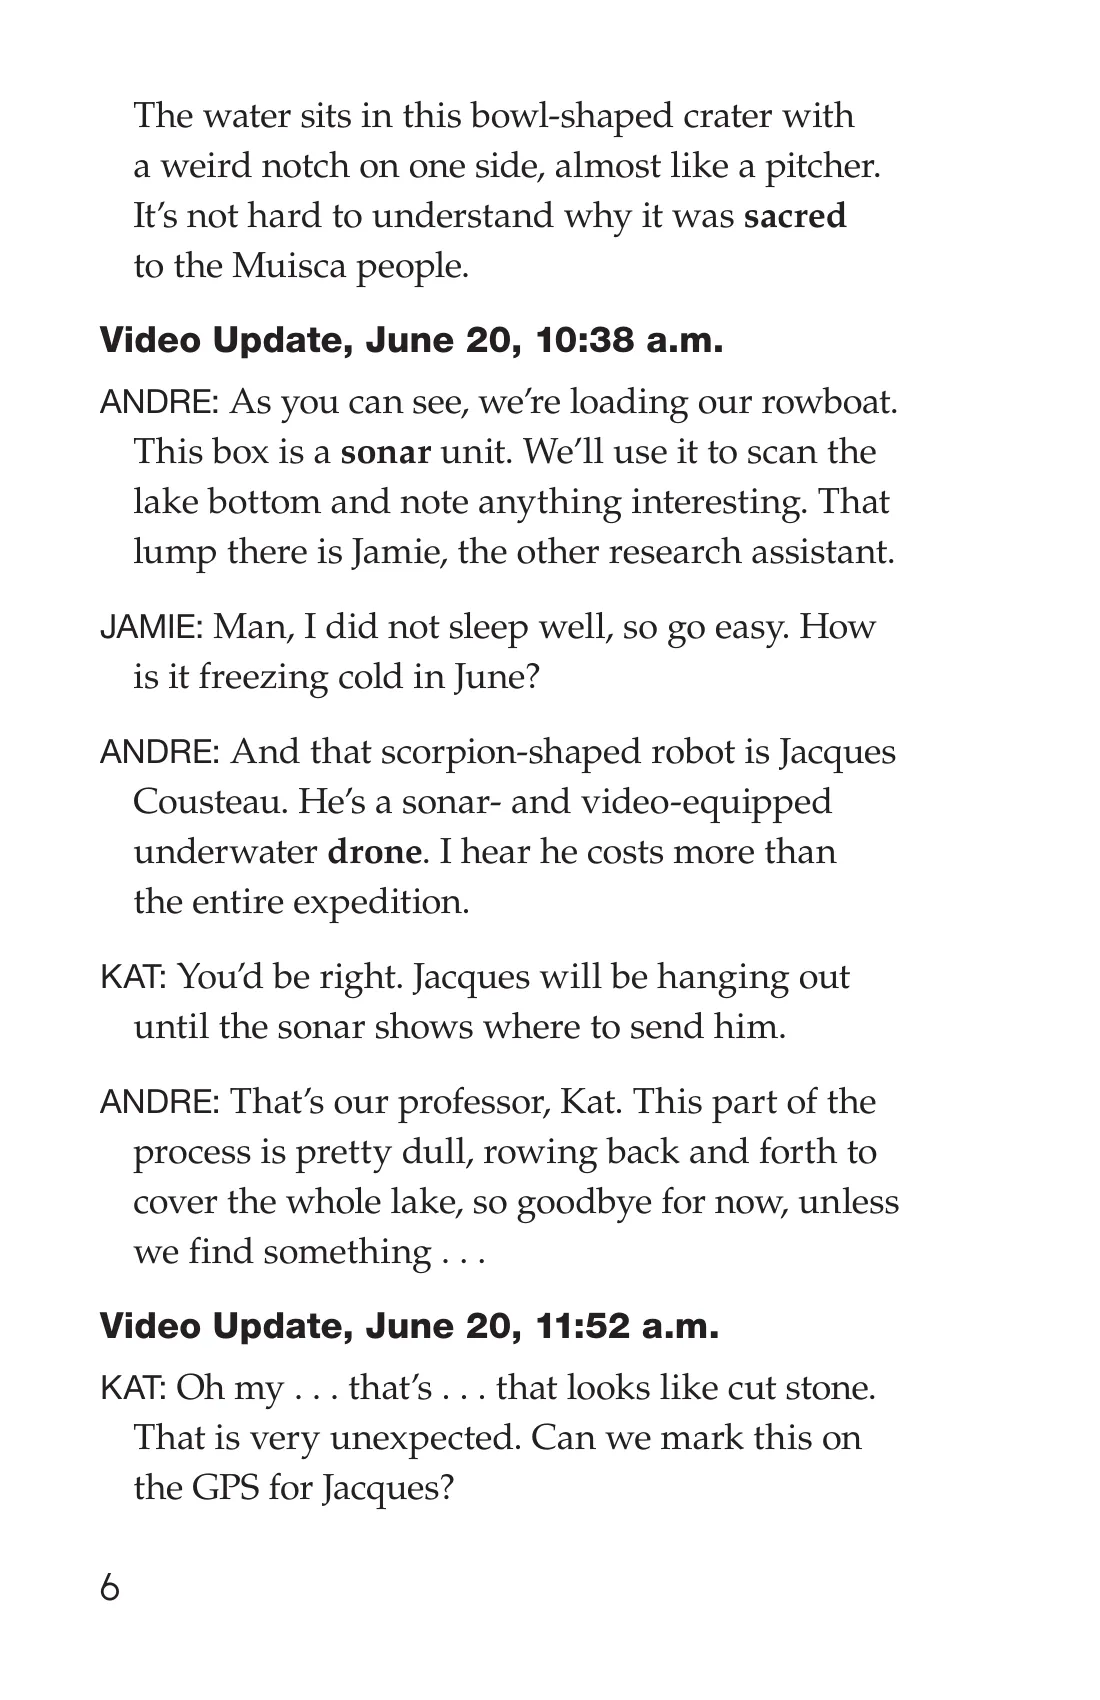 The water sits in this bowl-shaped crater with
a weird notch on one side, almost like a pitcher.
It’s not hard to understand why it was sacred
to the Muisca people.
Video Update, June 20, 10:38 a.m.
ANDRE: As you can see, we’re loading our rowboat.
This box is a sonar unit. We’ll use it to scan the
lake bottom and note anything interesting. That
lump there is Jamie, the other research assistant.
JAMIE: Man, I did not sleep well, so go easy. How
is it freezing cold in June?
ANDRE: And that scorpion-shaped robot is Jacques
Cousteau. He’s a sonar- and video-equipped
underwater drone. I hear he costs more than
the entire expedition.
KAT: You’d be right. Jacques will be hanging out
until the sonar shows where to send him.
ANDRE: That’s our professor, Kat. This part of the
process is pretty dull, rowing back and forth to
cover the whole lake, so goodbye for now, unless
we find something . . .
Video Update, June 20, 11:52 a.m.
KAT: Oh my . . . that’s . . . that looks like cut stone.
That is very unexpected. Can we mark this on
the GPS for Jacques?
6